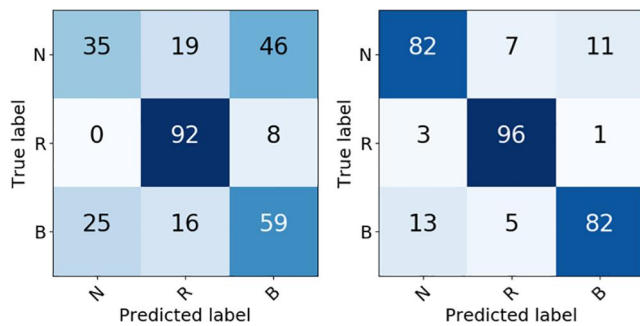 N 35 19 46
R 0 92 8
B 25 16 59
N R B
True label
Predicted label
N 82 7 11
R 3 96 1
B 13 5 82
N R B
True label
Predicted label